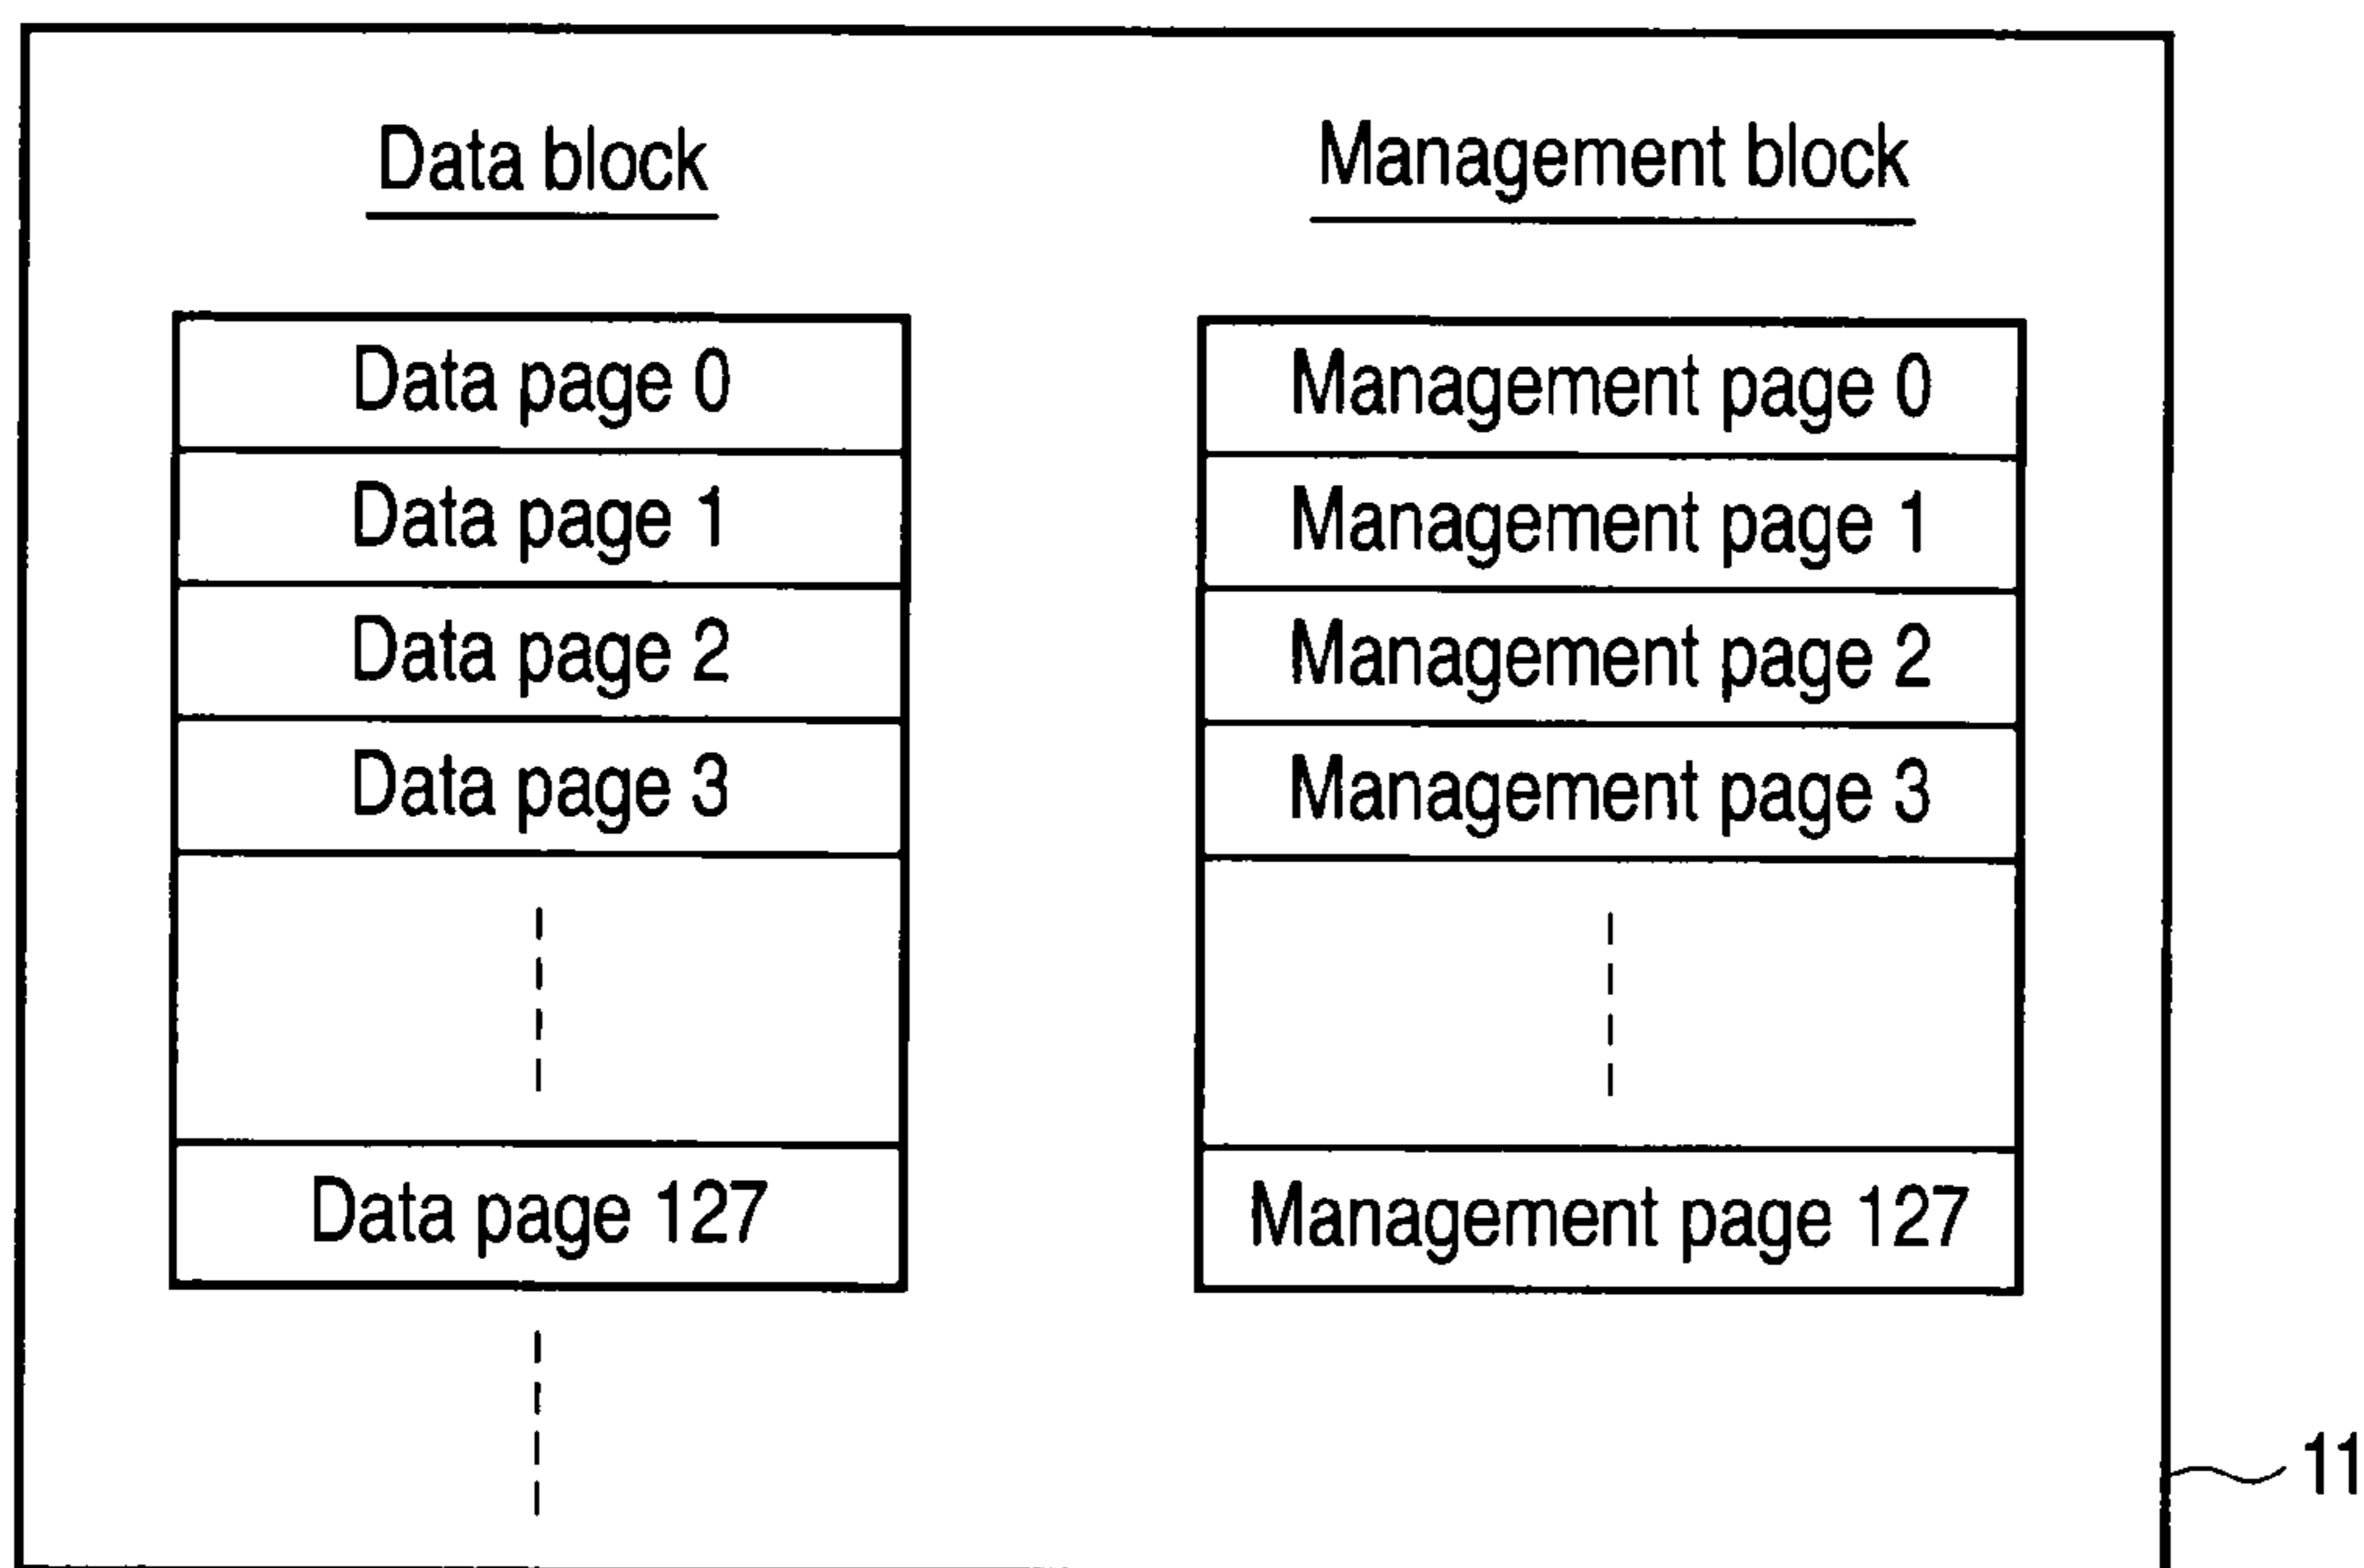 Data block
Data page 0
Data page 1
Data page 2
Data page 3
Data page 127
Management block
Management page 0
Management page 1
Management page 2
Management page 3
Management page 127
11